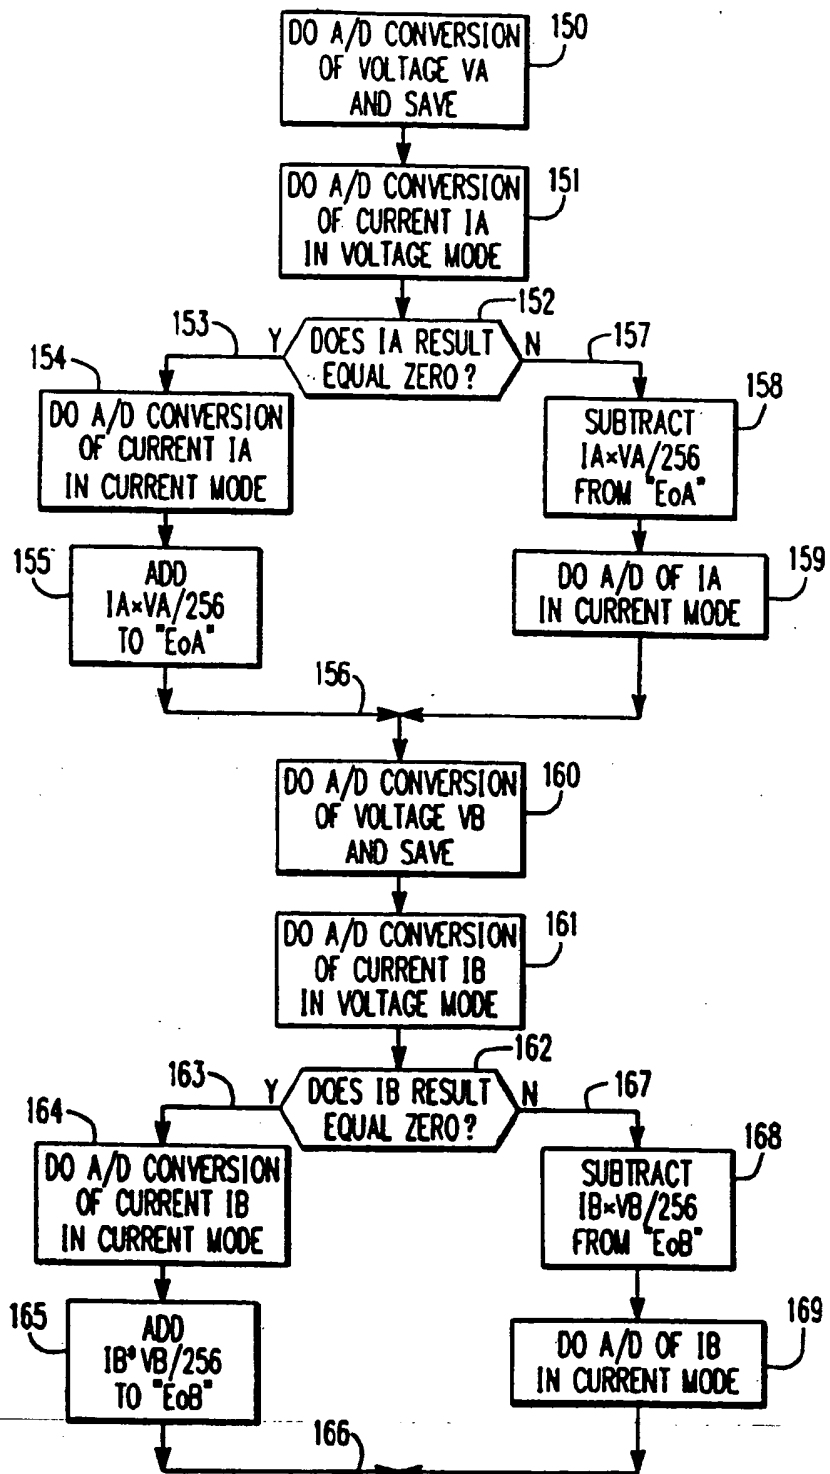 DO A/D CONVERSION
OF VOLTAGE VA
AND SAVE
150
DO A/D CONVERSION
OF CURRENT IA
IN VOLTAGE MODE
151
152
153
Y
DOES IA RESULT
EQUAL ZERO?
N
157
154
DO A/D CONVERSION
OF CURRENT IA
IN CURRENT MODE
158
SUBTRACT
IA×VA/256
FROM "EoA"
155
ADD
IA×VA/256
TO "EoA"
159
DO A/D OF IA
IN CURRENT MODE
156
DO A/D CONVERSION
OF VOLTAGE VB
AND SAVE
160
DO A/D CONVERSION
OF CURRENT IB
IN VOLTAGE MODE
161
162
163
Y
DOES IB RESULT
EQUAL ZERO?
N
167
164
DO A/D CONVERSION
OF CURRENT IB
IN CURRENT MODE
168
SUBTRACT
IB×VB/256
FROM "EoB"
165
ADD
IB*VB/256
TO "EoB"
169
DO A/D OF IB
IN CURRENT MODE
166